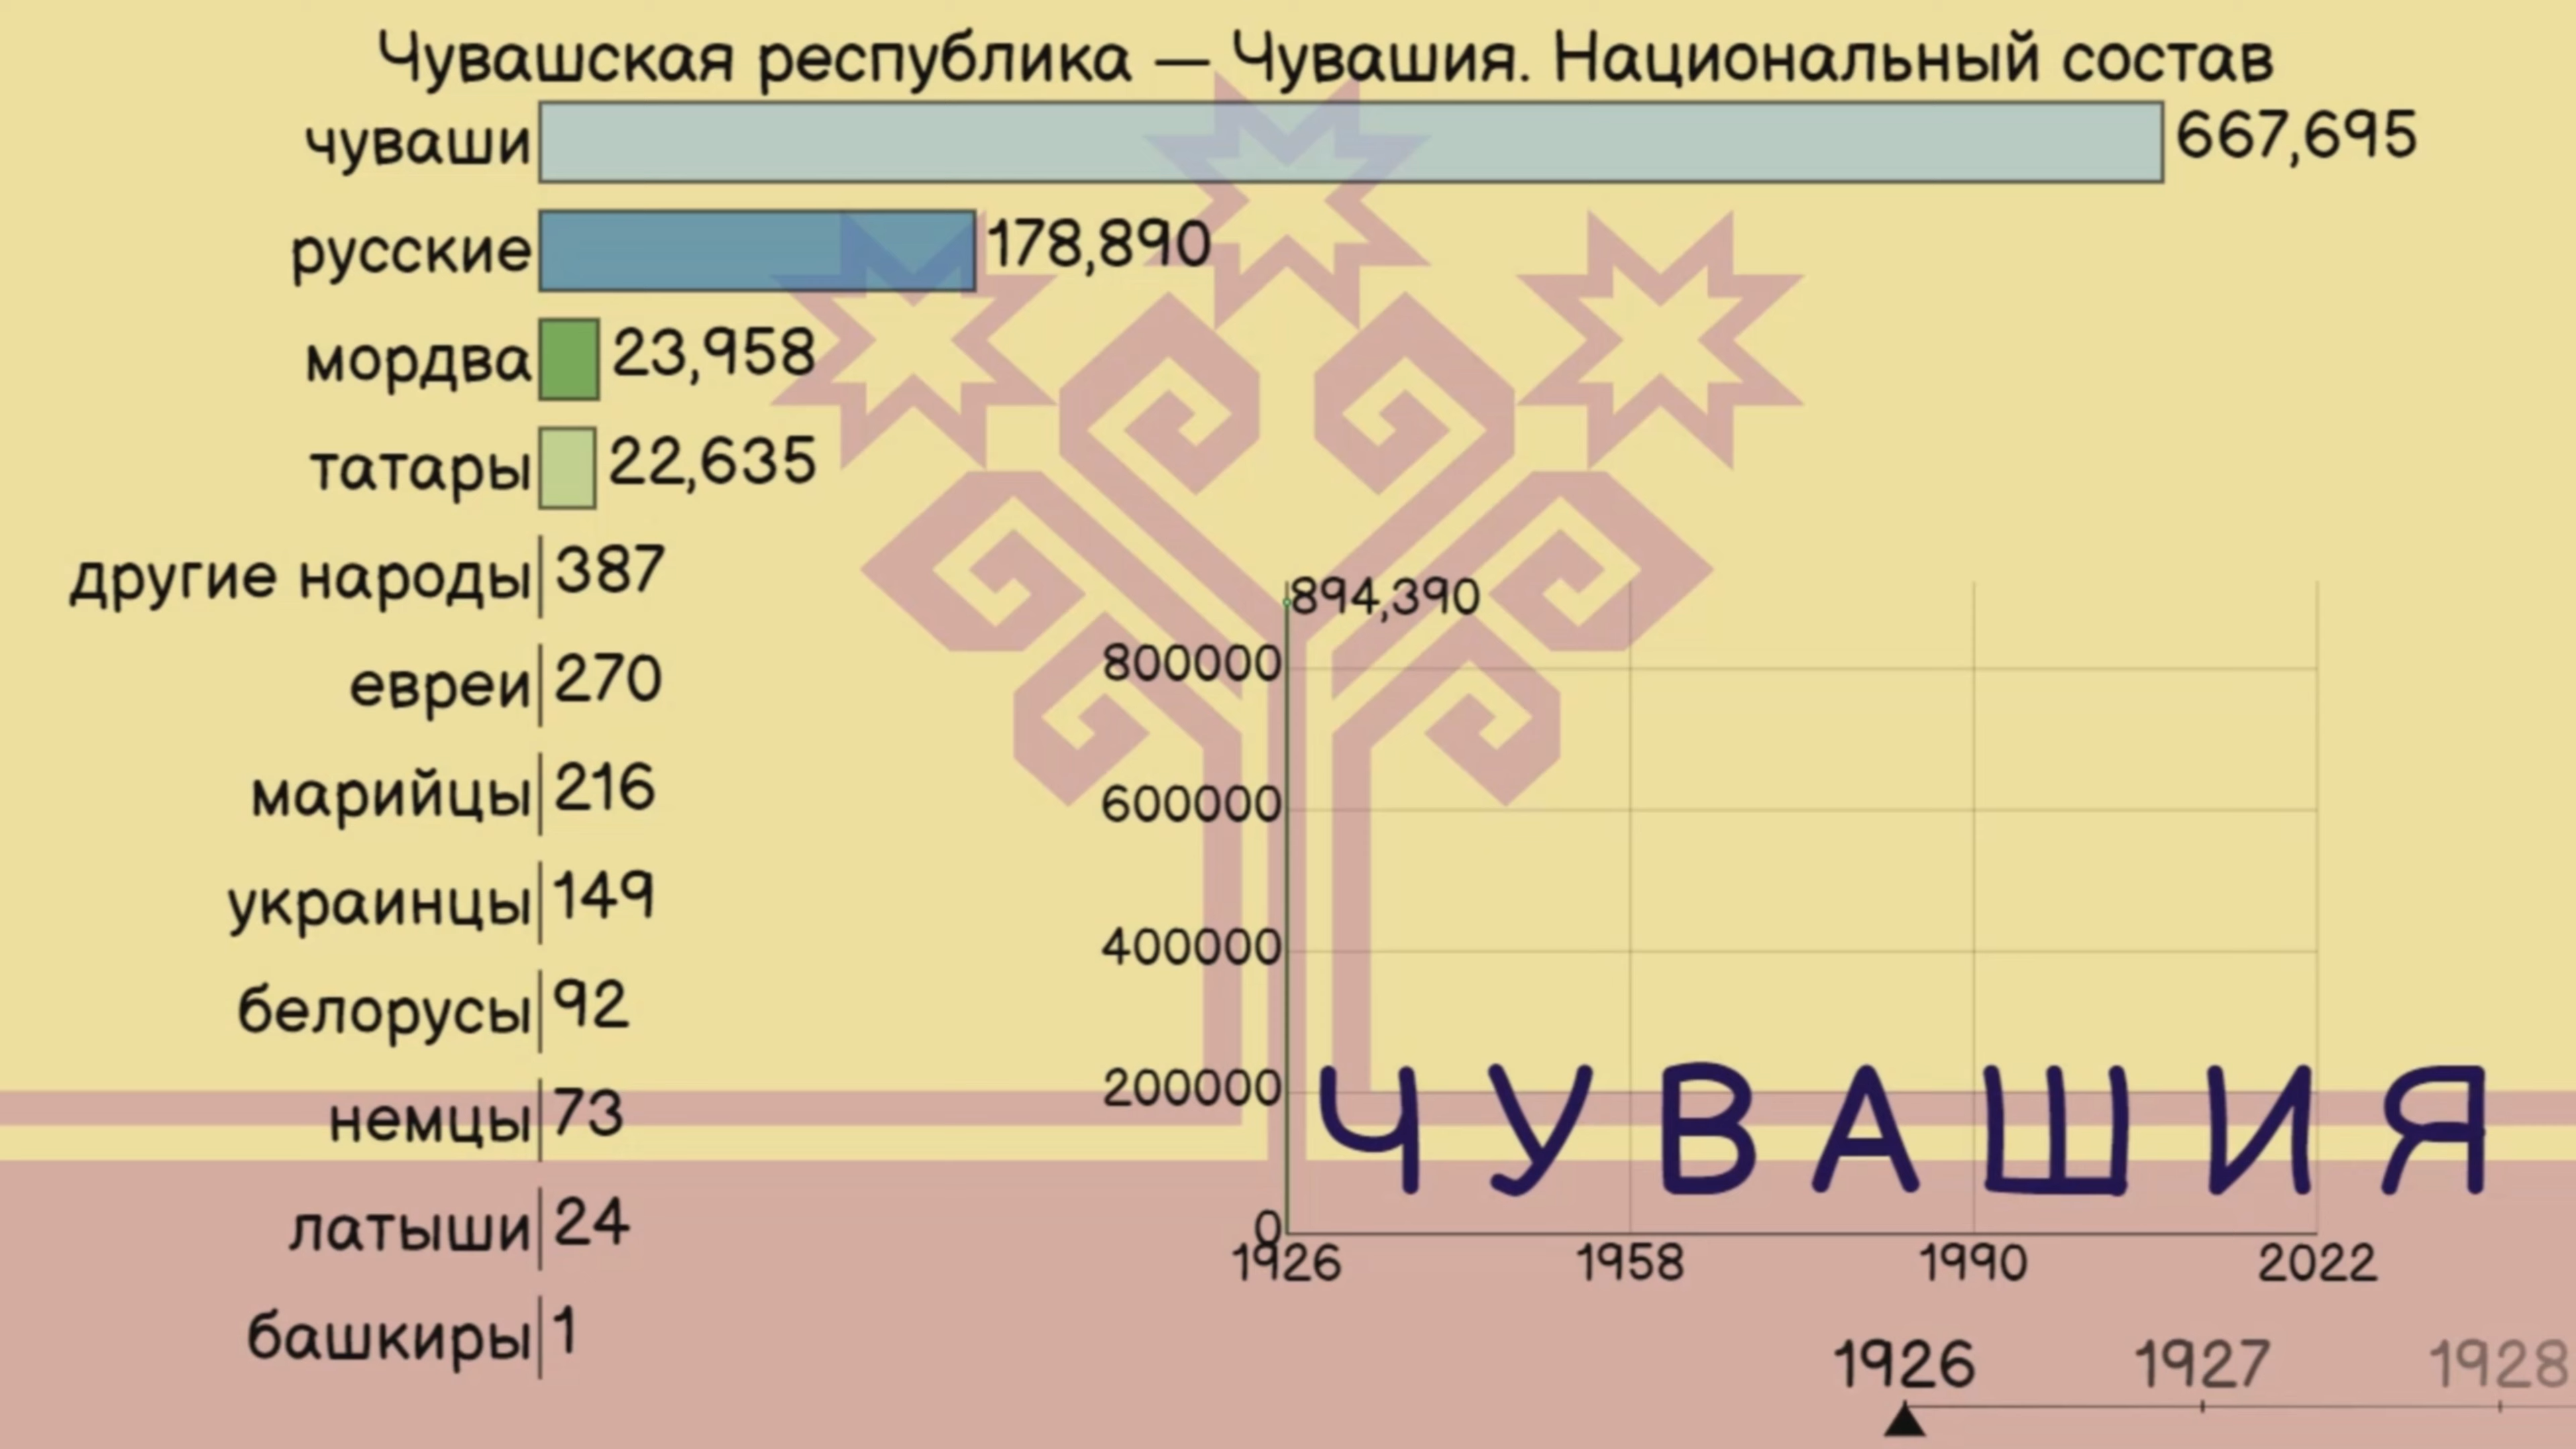 Чувашская республика — Чувашия. Национальный состав
чуваши 667,695
русские 178,890
мордва 23,958
татары 22,635
другие народы 387
евреи 270
марийцы 216
украинцы 149
белорусы 92
немцы 73
латыши 24
башкиры 1
894,390
800000
600000
400000
200000
0
1926 1958 1990 2022
ЧУВАШИЯ
1926 1927 1928